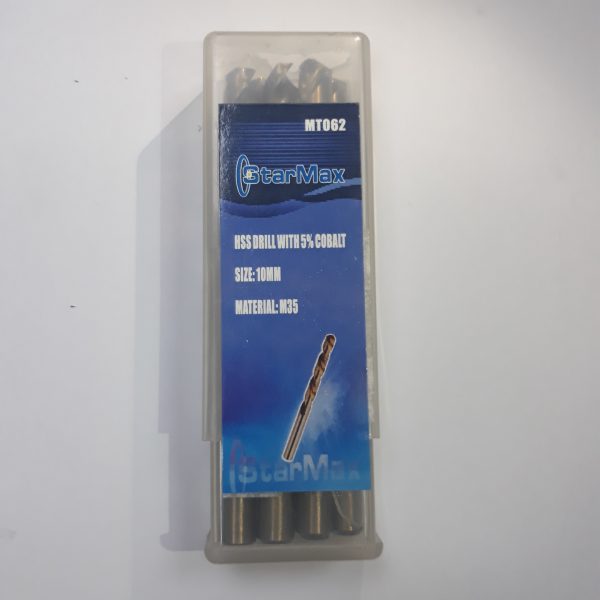 MT062
StarMax
HSS DRILL WITH 5% COBALT
SIZE: 10MM
MATERIAL: M35
StarMax